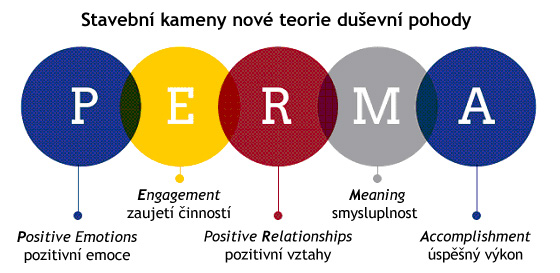 Stavební kameny nové teorie duševní pohody
P E R M A
Engagement
zaujetí činností
Meaning
smysluplnost
Positive Emotions
pozitivní emoce
Positive Relationships
pozitivní vztahy
Accomplishment
úspěšný výkon